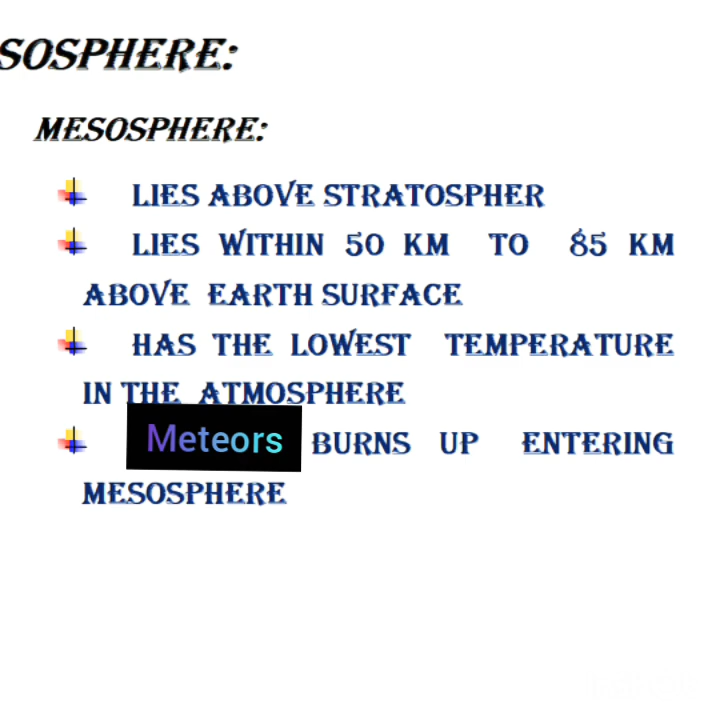 SOSPHERE:
MESOSPHERE:
LIES ABOVE STRATOSPHER
LIES WITHIN 50 KM TO 85 KM
ABOVE EARTH SURFACE
HAS THE LOWEST TEMPERATURE
IN THE ATMOSPHERE
Meteors BURNS UP ENTERING
MESOSPHERE